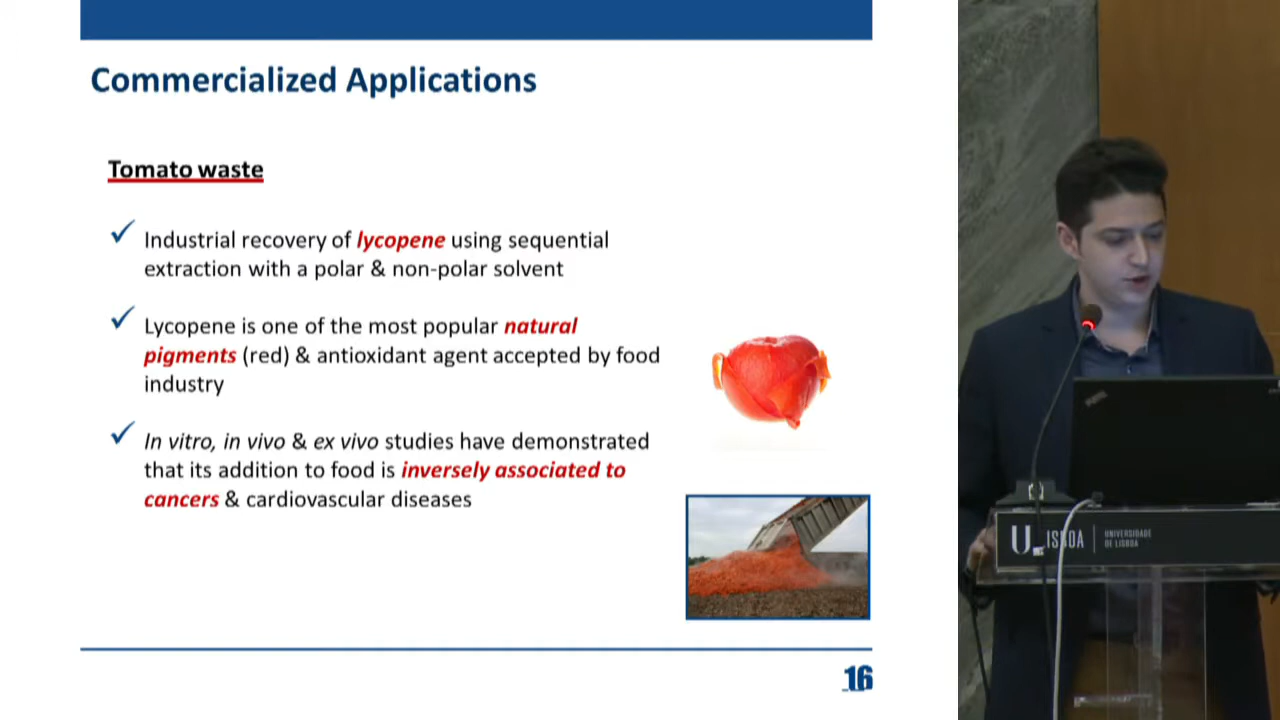 Commercialized Applications
Tomato waste
Industrial recovery of lycopene using sequential
extraction with a polar & non-polar solvent
Lycopene is one of the most popular natural
pigments (red) & antioxidant agent accepted by food
industry
In vitro, in vivo & ex vivo studies have demonstrated
that its addition to food is inversely associated to
cancers & cardiovascular diseases
16
LISBOA
UNIVERSIDADE
DE LISBOA